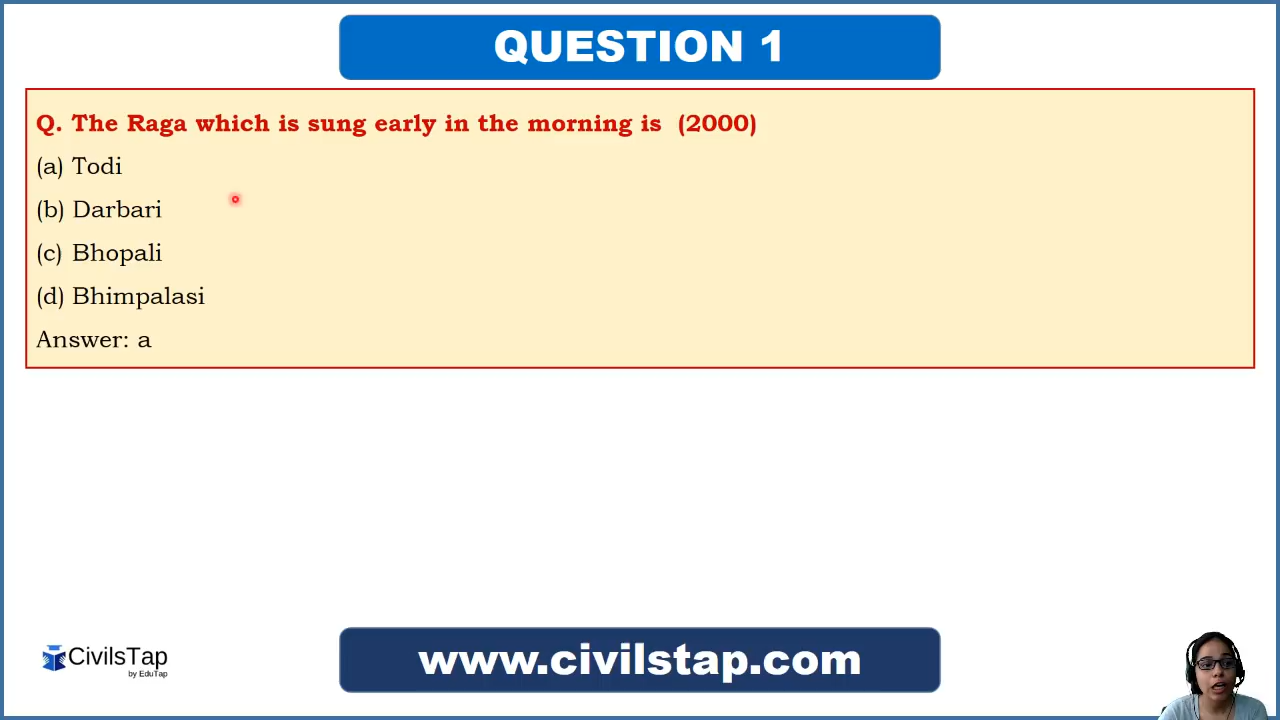 QUESTION 1
Q. The Raga which is sung early in the morning is (2000)
(a) Todi
(b) Darbari
(c) Bhopali
(d) Bhimpalasi
Answer: a
CivilsTap
by EduTap
www.civilstap.com